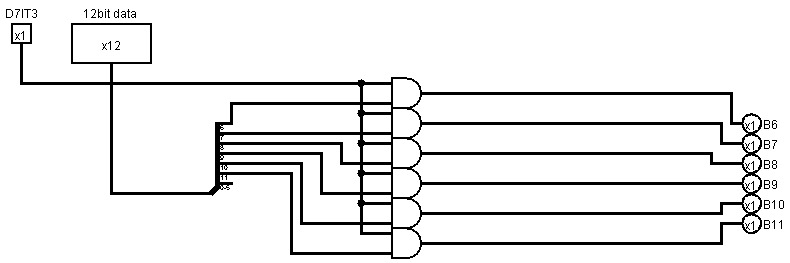 D7IT3 12bit data
x1 x12
6
7
8
9
10
11
0-5
x1 B6
x1 B7
x1 B8
x1 B9
x1 B10
x1 B11